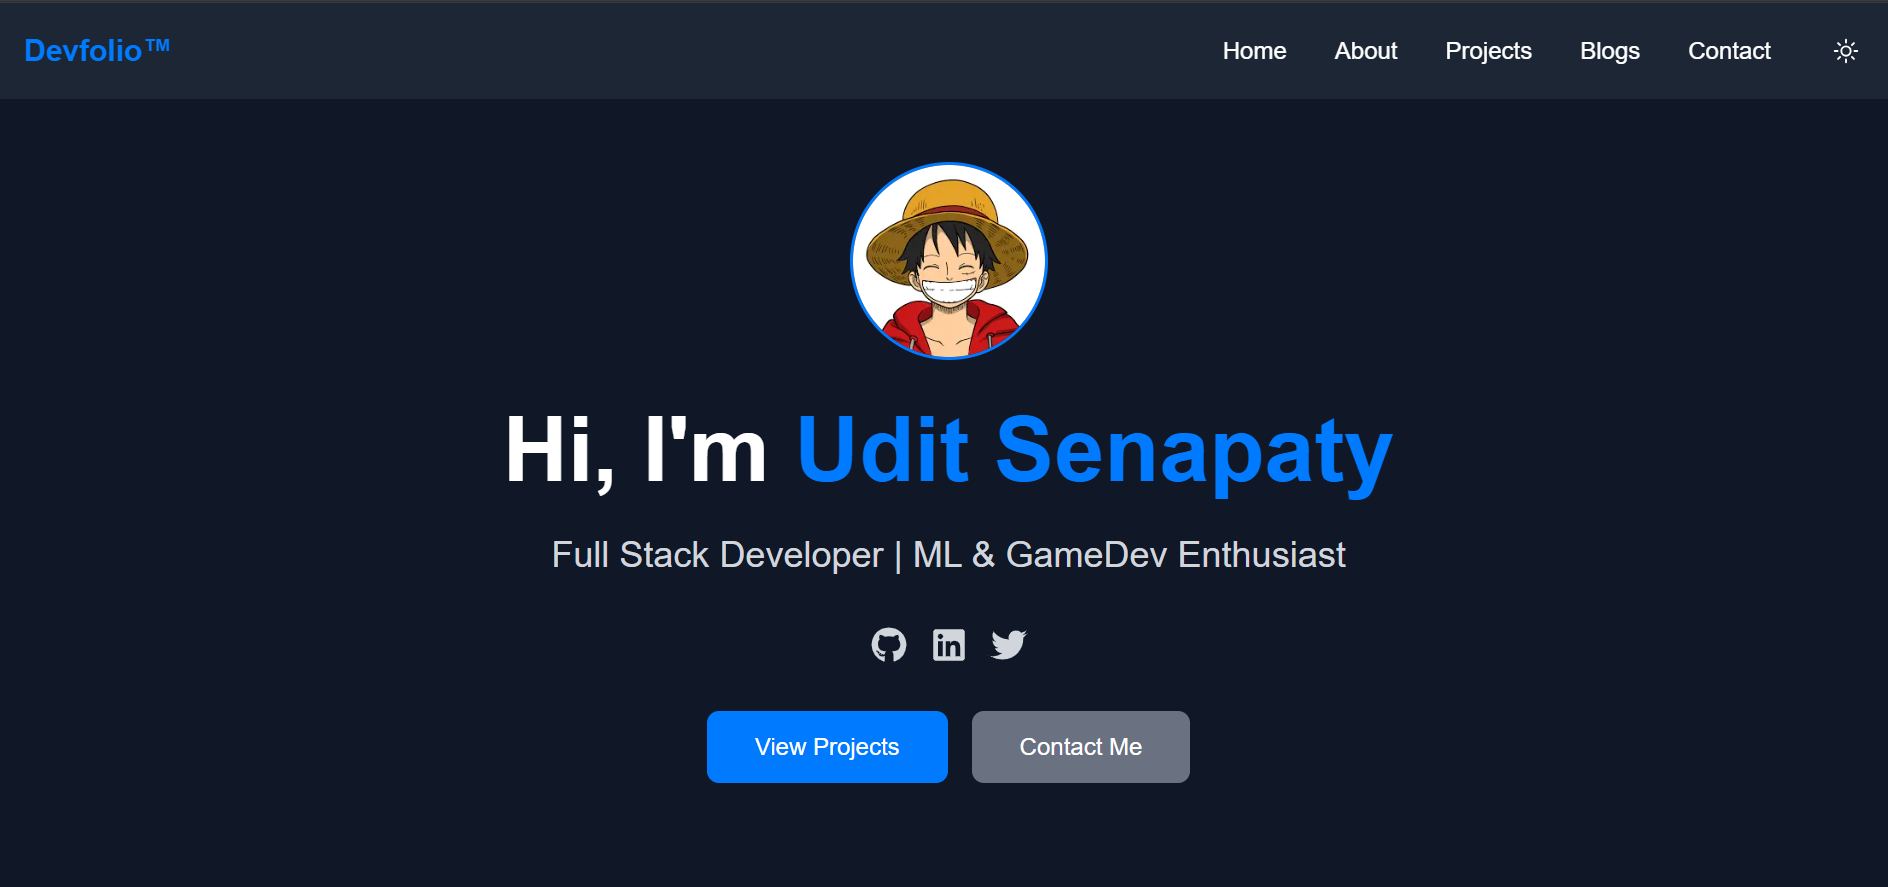 Devfolio™
Home
About
Projects
Blogs
Contact
Hi, I'm Udit Senapaty
Full Stack Developer | ML & GameDev Enthusiast
in
View Projects
Contact Me